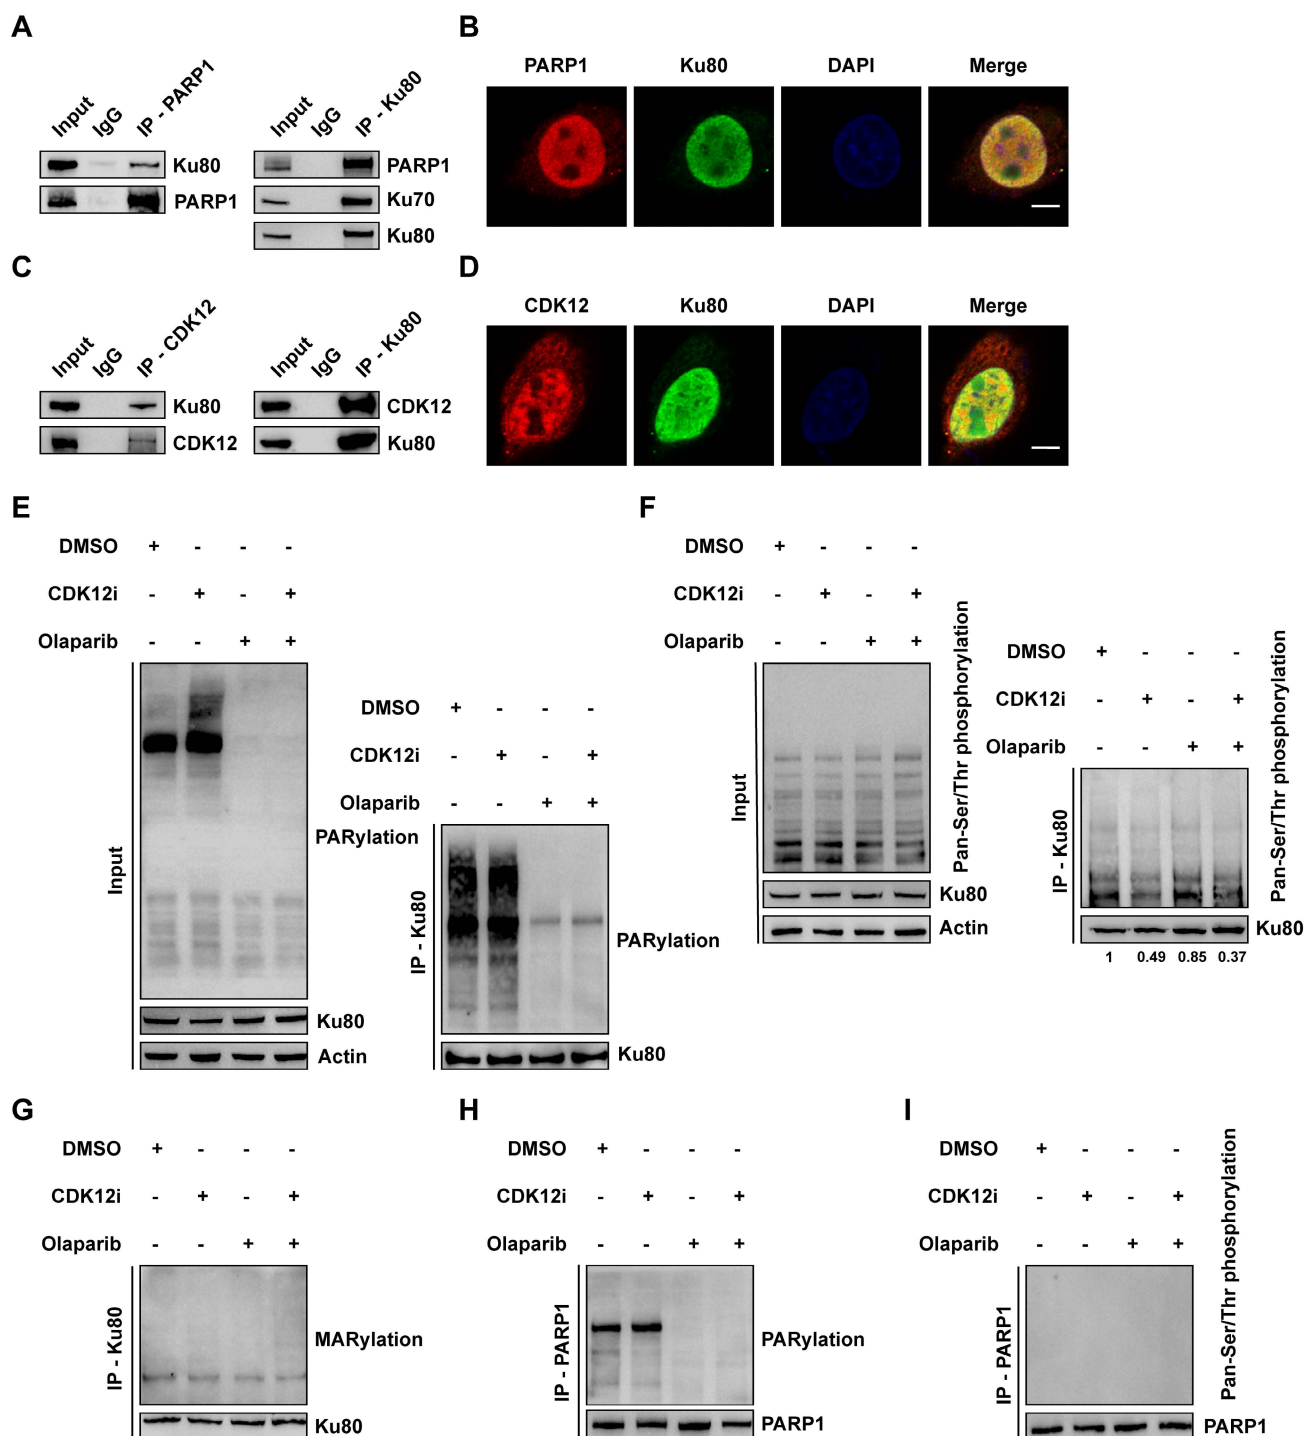 A
Input
IgG
IP - PARP1
Ku80
PARP1
Input
IgG
IP - Ku80
PARP1
Ku70
Ku80
B
PARP1 Ku80 DAPI Merge
C
Input
IgG
IP - CDK12
Ku80
CDK12
Input
IgG
IP - Ku80
CDK12
Ku80
D
CDK12 Ku80 DAPI Merge
E
DMSO + - - -
CDK12i - + - +
Olaparib - - + +
Input
PARylation
Ku80
Actin
DMSO + - - -
CDK12i - + - +
Olaparib - - + +
IP - Ku80
PARylation
Ku80
F
DMSO + - - -
CDK12i - + - +
Olaparib - - + +
Input
Pan-Ser/Thr phosphorylation
Ku80
Actin
DMSO + - - -
CDK12i - + - +
Olaparib - - + +
IP - Ku80
Pan-Ser/Thr phosphorylation
Ku80
1 0.49 0.85 0.37
G
DMSO + - - -
CDK12i - + - +
Olaparib - - + +
IP - Ku80
MARylation
Ku80
H
DMSO + - - -
CDK12i - + - +
Olaparib - - + +
IP - PARP1
PARylation
PARP1
I
DMSO + - - -
CDK12i - + - +
Olaparib - - + +
IP - PARP1
Pan-Ser/Thr phosphorylation
PARP1